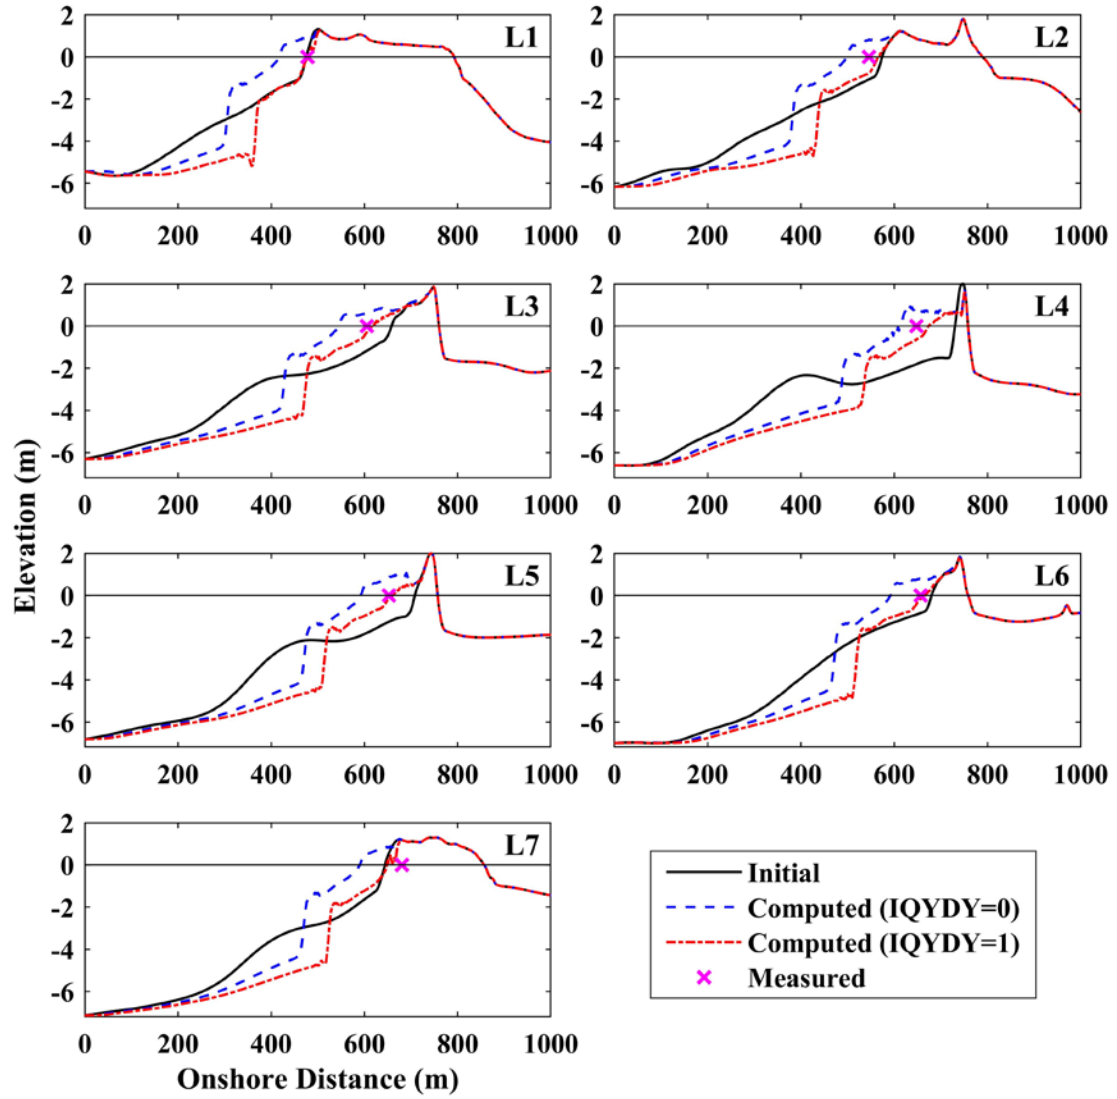 2
0
-2
-4
-6
L1
0 200 400 600 800 1000
2
0
-2
-4
-6
L2
0 200 400 600 800 1000
2
0
-2
-4
-6
L3
0 200 400 600 800 1000
2
0
-2
-4
-6
L4
0 200 400 600 800 1000
Elevation (m)
2
0
-2
-4
-6
L5
0 200 400 600 800 1000
2
0
-2
-4
-6
L6
0 200 400 600 800 1000
2
0
-2
-4
-6
L7
0 200 400 600 800 1000
Onshore Distance (m)
Initial
Computed (IQYDY=0)
Computed (IQYDY=1)
Measured